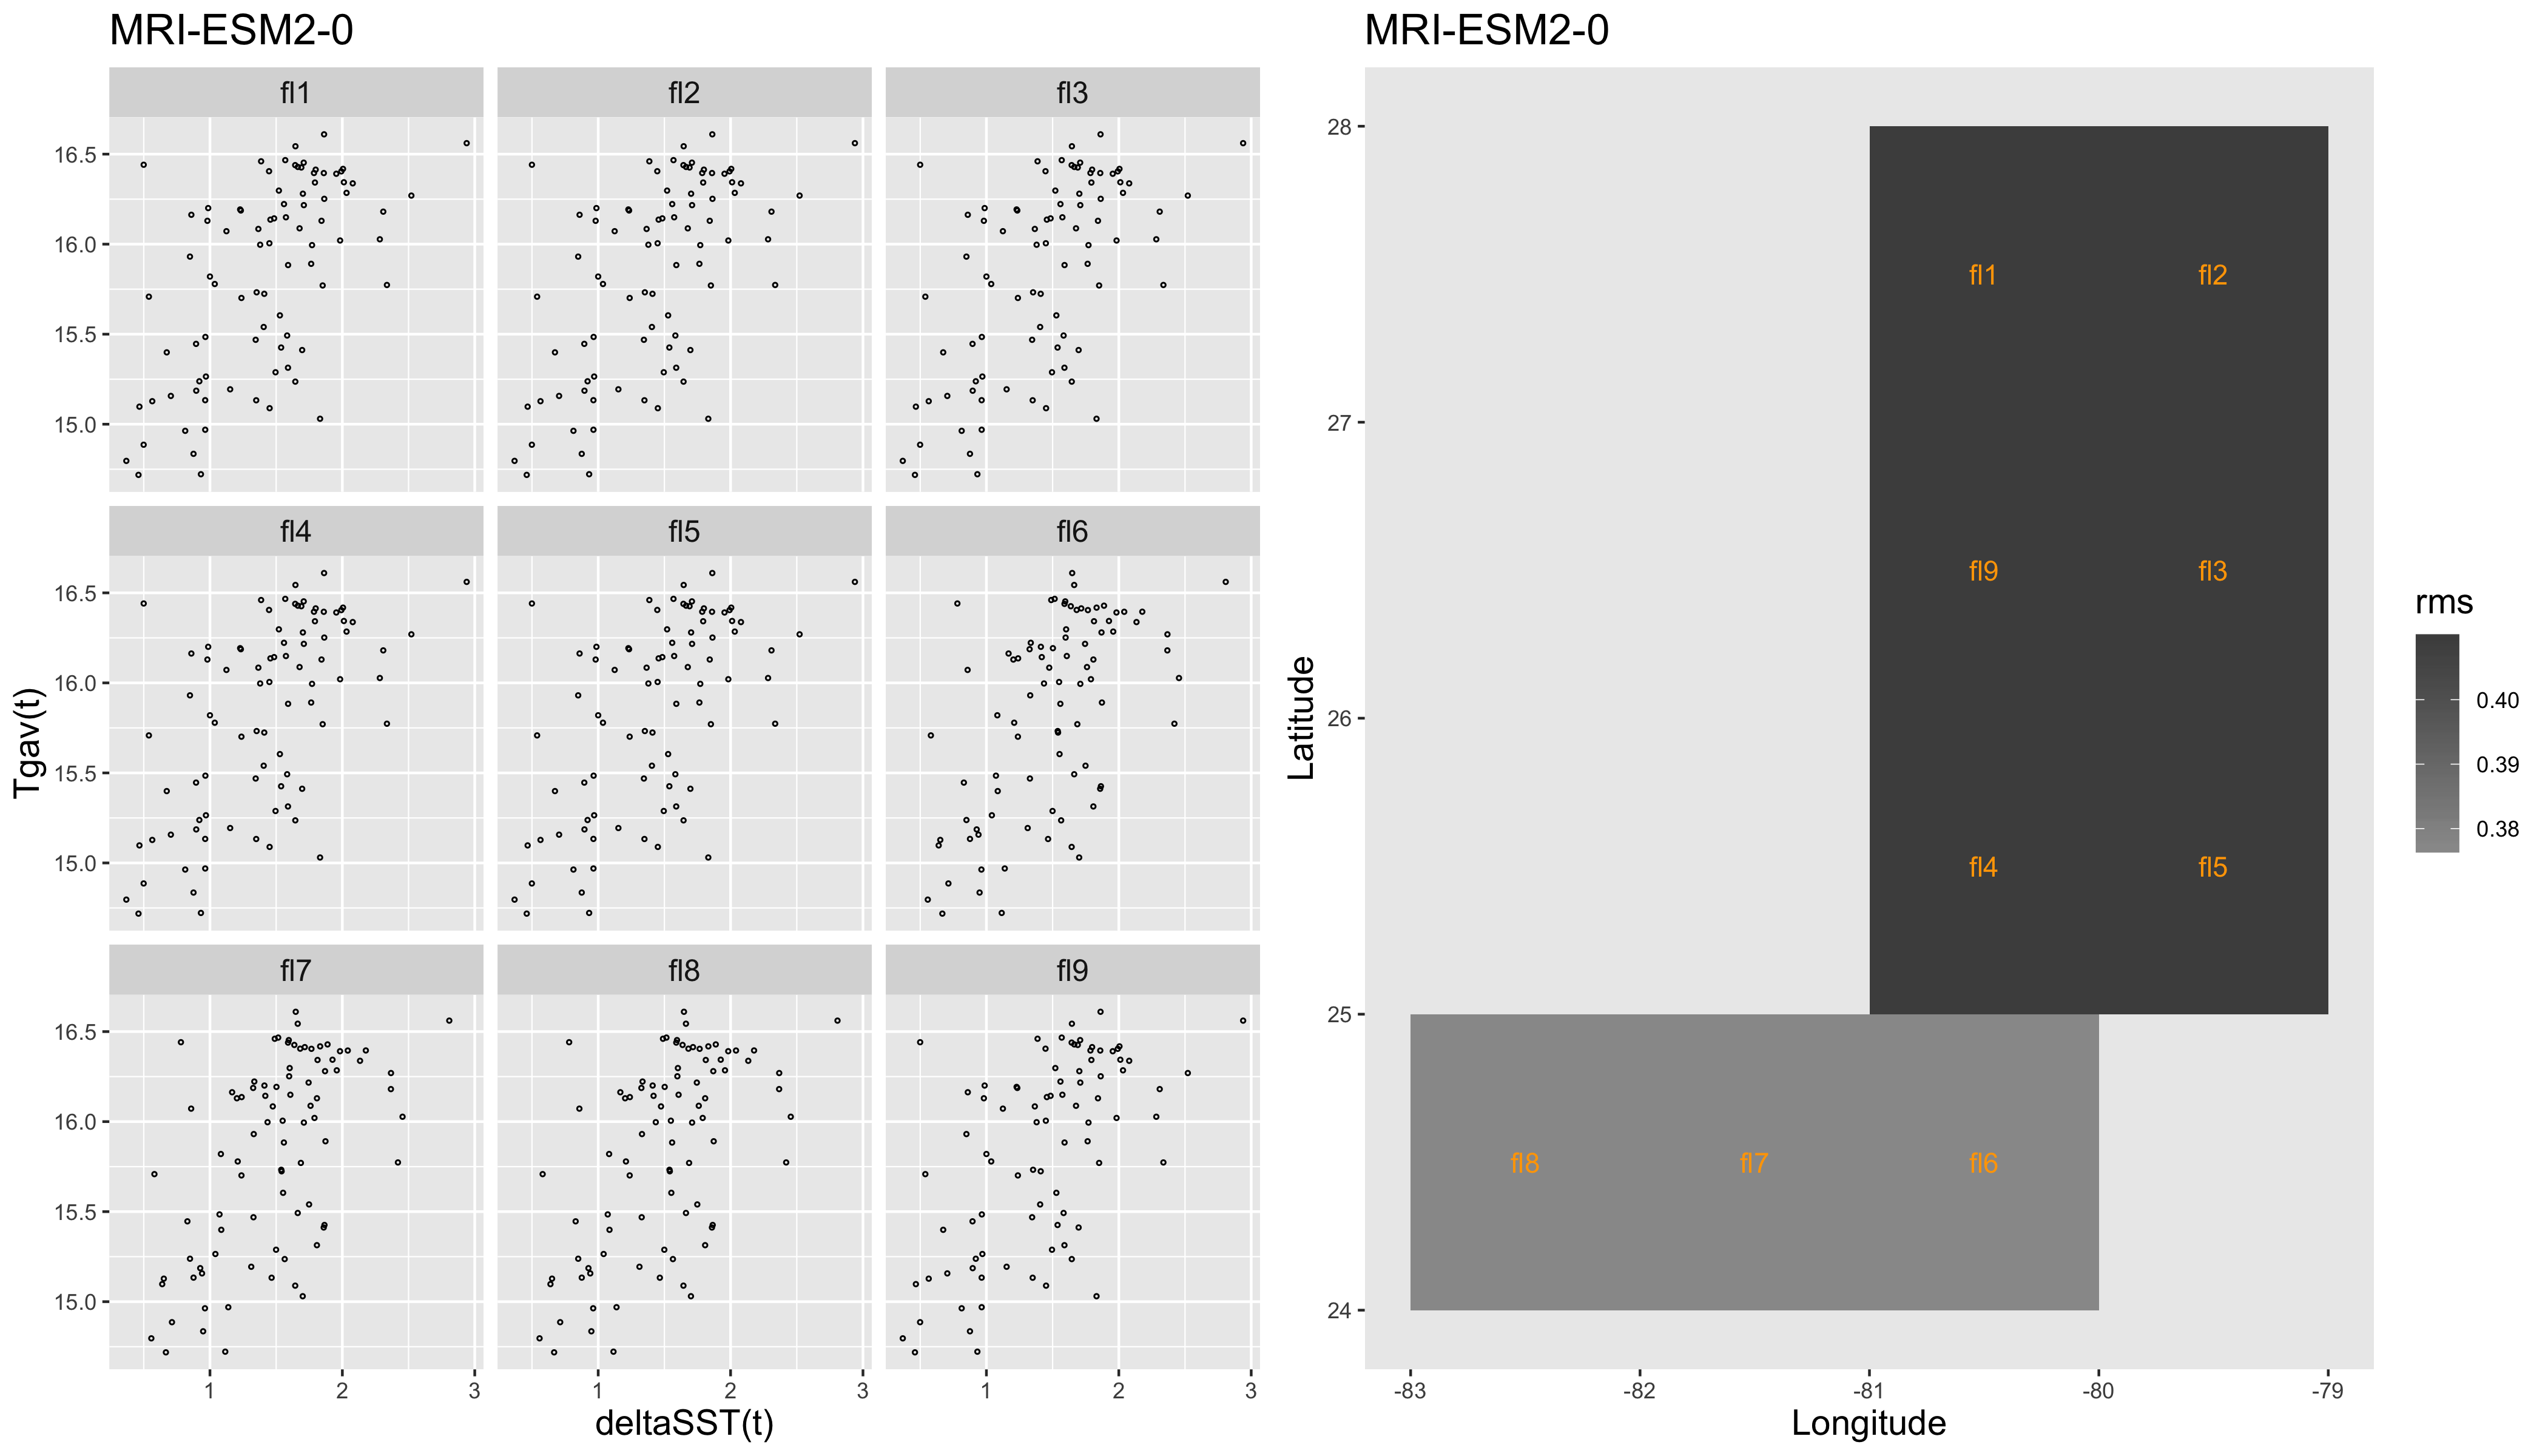 MRI-ESM2-0
fl1 fl2 fl3
16.5
16.0
15.5
15.0
fl4 fl5 fl6
16.5
16.0
15.5
15.0
fl7 fl8 fl9
16.5
16.0
15.5
15.0
1 2 3 1 2 3 1 2 3
deltaSST(t)
Tgav(t)
MRI-ESM2-0
28
27
26
25
24
fl1 fl2
fl9 fl3
fl4 fl5
fl8 fl7 fl6
-83 -82 -81 -80 -79
Longitude
Latitude
rms
0.40
0.39
0.38